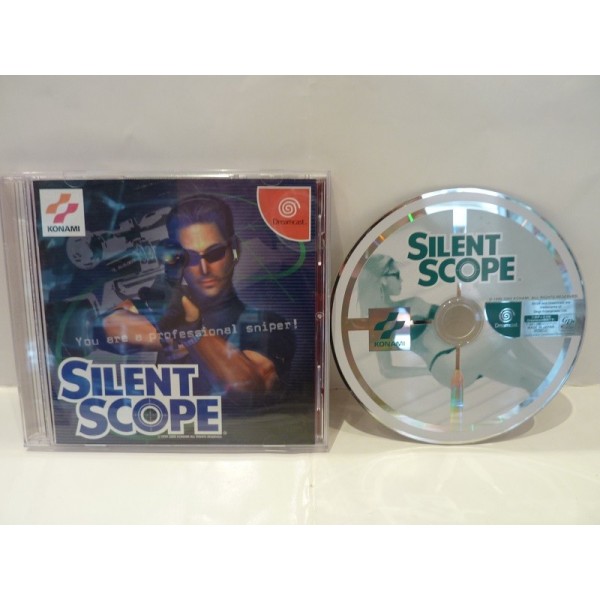 KONAMI
Dreamcast
You are a professional sniper!
SILENT
SCOPE
SILENT
SCOPE
KONAMI
Dreamcast